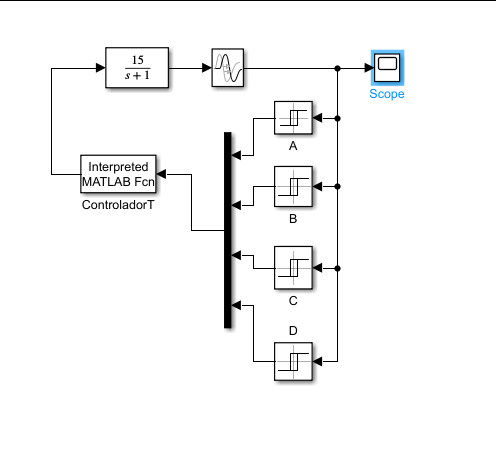 15
s + 1
Scope
A
Interpreted
MATLAB Fcn
ControladorT
B
C
D